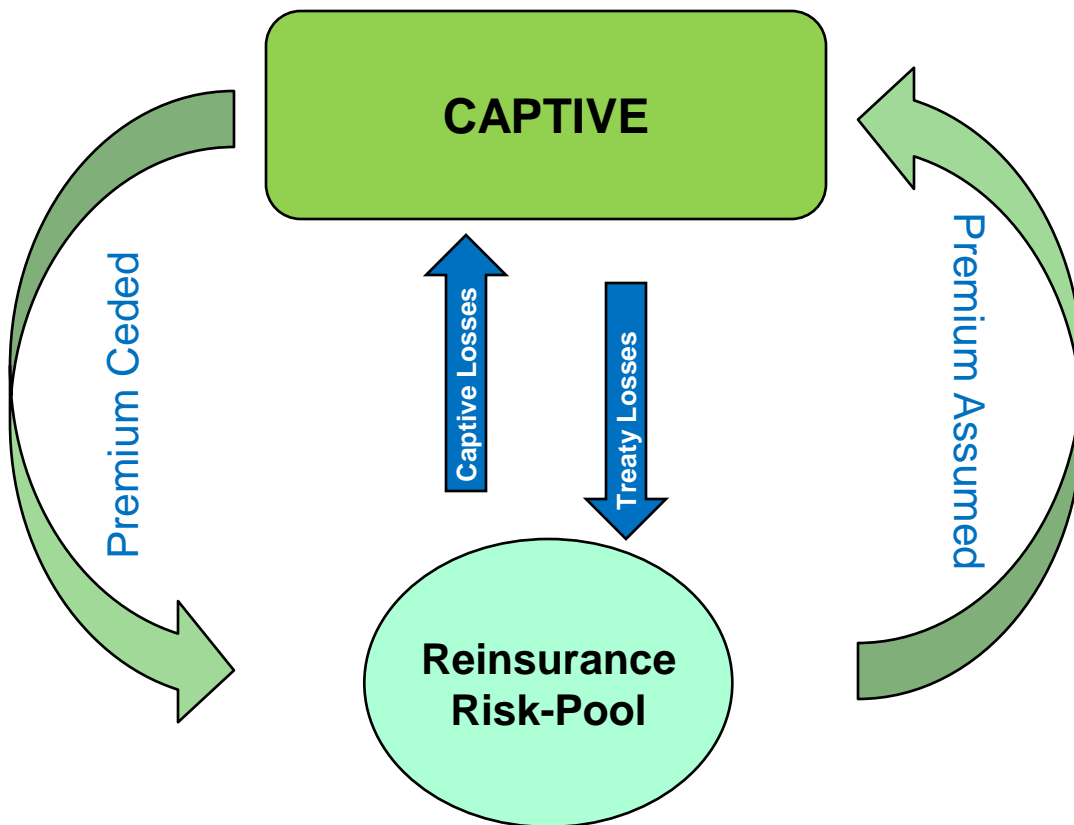 CAPTIVE
Premium Ceded
Captive Losses
Treaty Losses
Premium Assumed
Reinsurance
Risk-Pool